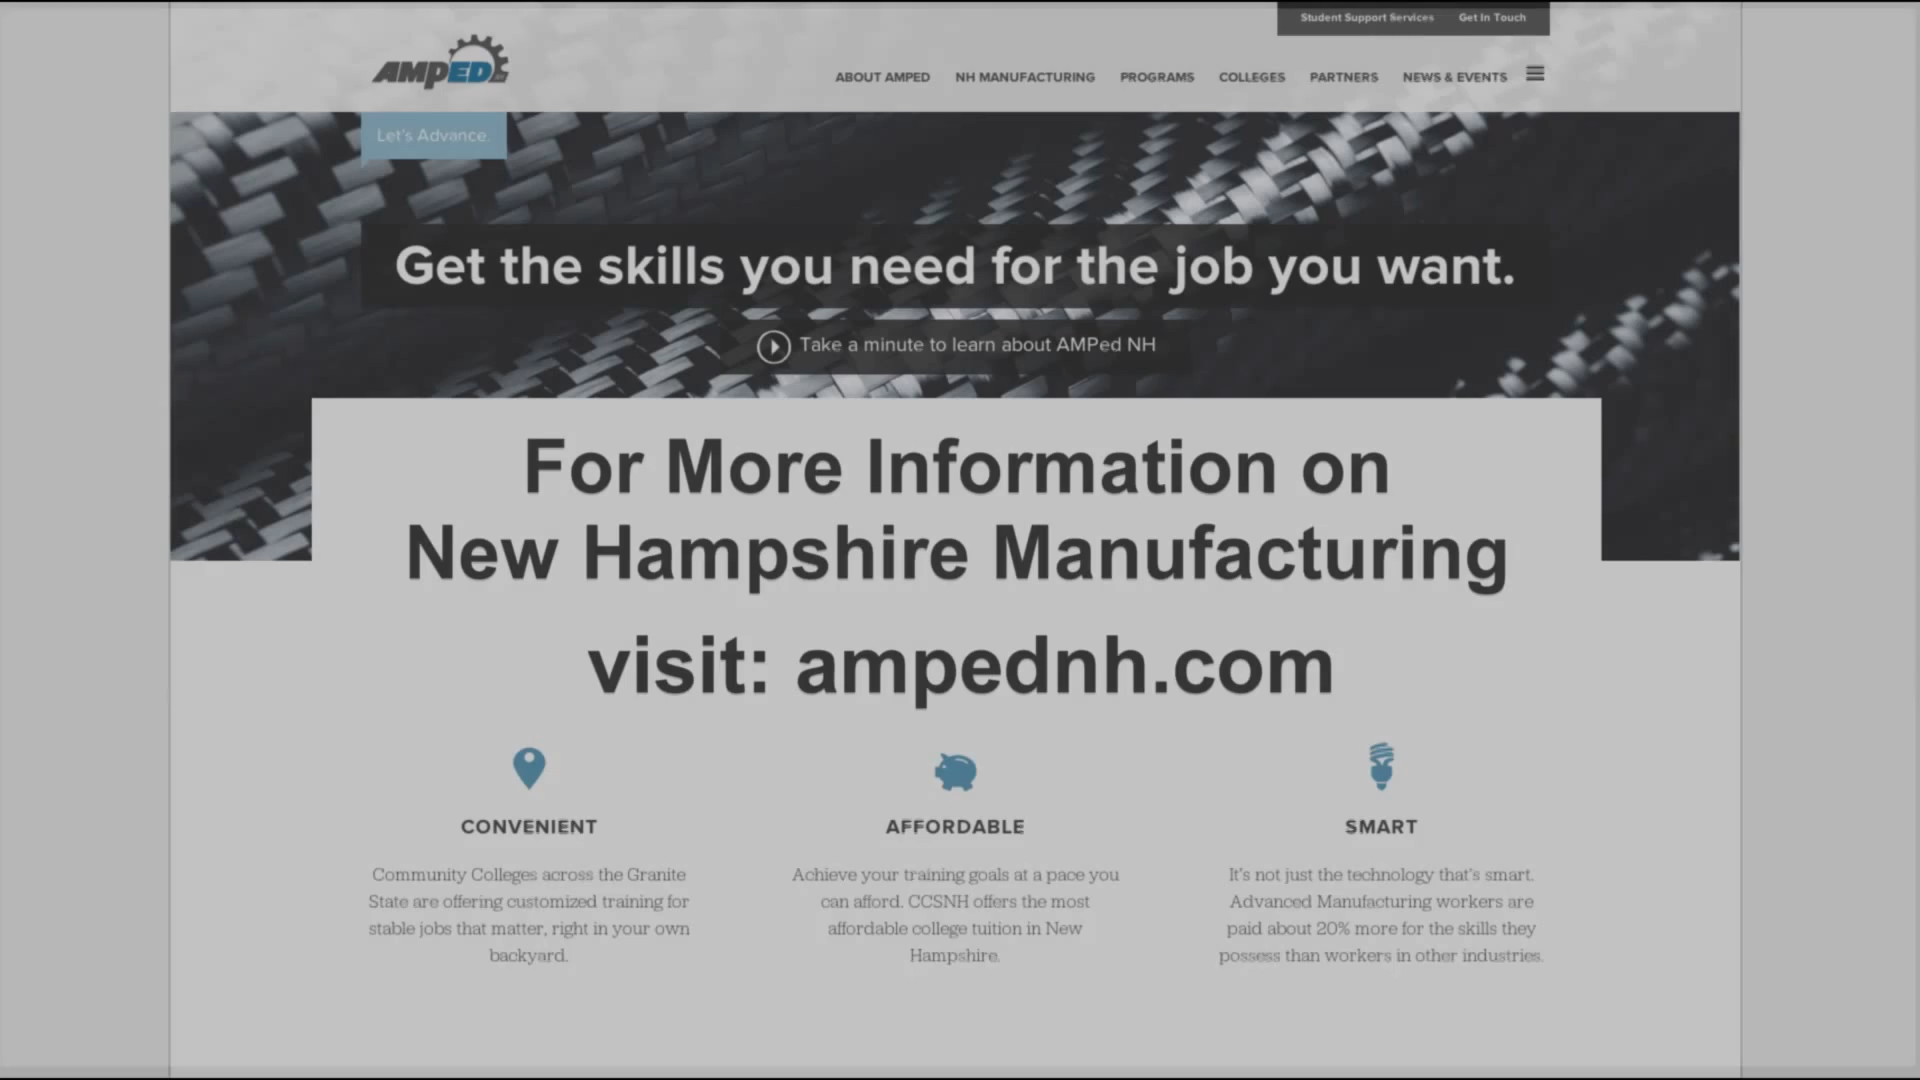 Student Support Services Get In Touch
AMPED
ABOUT AMPED NH MANUFACTURING PROGRAMS COLLEGES PARTNERS NEWS & EVENTS
Let's Advance.
Get the skills you need for the job you want.
Take a minute to learn about AMPed NH
For More Information on
New Hampshire Manufacturing
visit: ampednh.com
CONVENIENT
Community Colleges across the Granite
State are offering customized training for
stable jobs that matter, right in your own
backyard.
AFFORDABLE
Achieve your training goals at a pace you
can afford. CCSNH offers the most
affordable college tuition in New
Hampshire.
SMART
It's not just the technology that's smart.
Advanced Manufacturing workers are
paid about 20% more for the skills they
possess than workers in other industries.